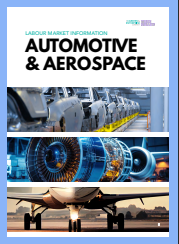 LABOUR MARKET INFORMATION
AUTOMOTIVE
& AEROSPACE